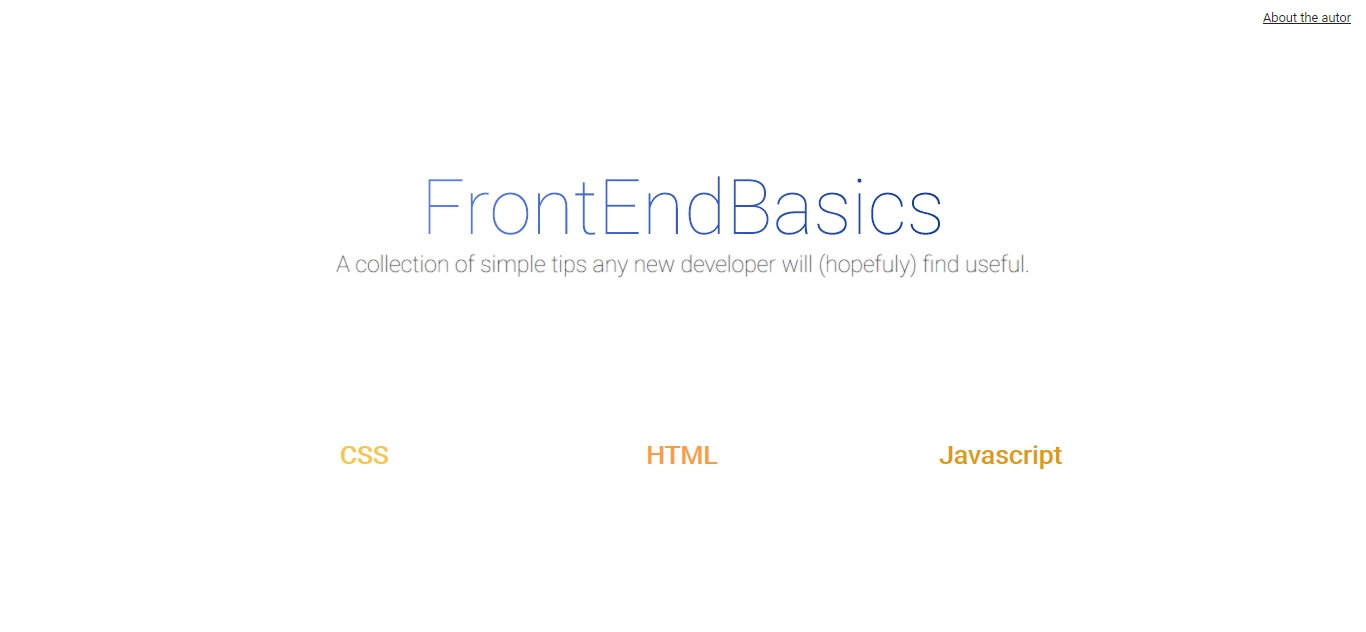 About the autor
FrontEndBasics
A collection of simple tips any new developer will (hopefuly) find useful.
CSS HTML Javascript